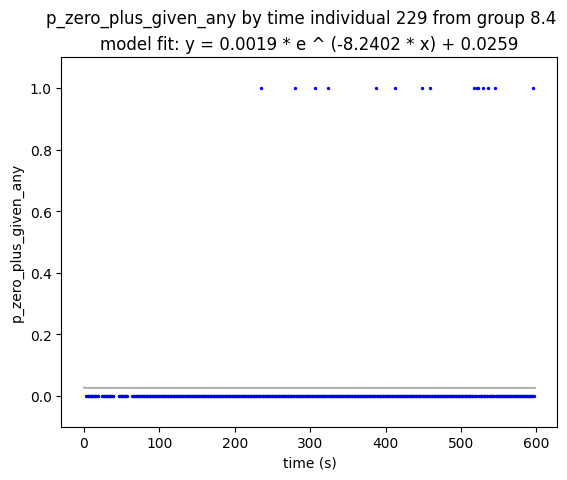 p_zero_plus_given_any by time individual 229 from group 8.4
model fit: y = 0.0019 * e ^ (-8.2402 * x) + 0.0259
1.0
0.8
0.6
0.4
0.2
0.0
p_zero_plus_given_any
0 100 200 300 400 500 600
time (s)